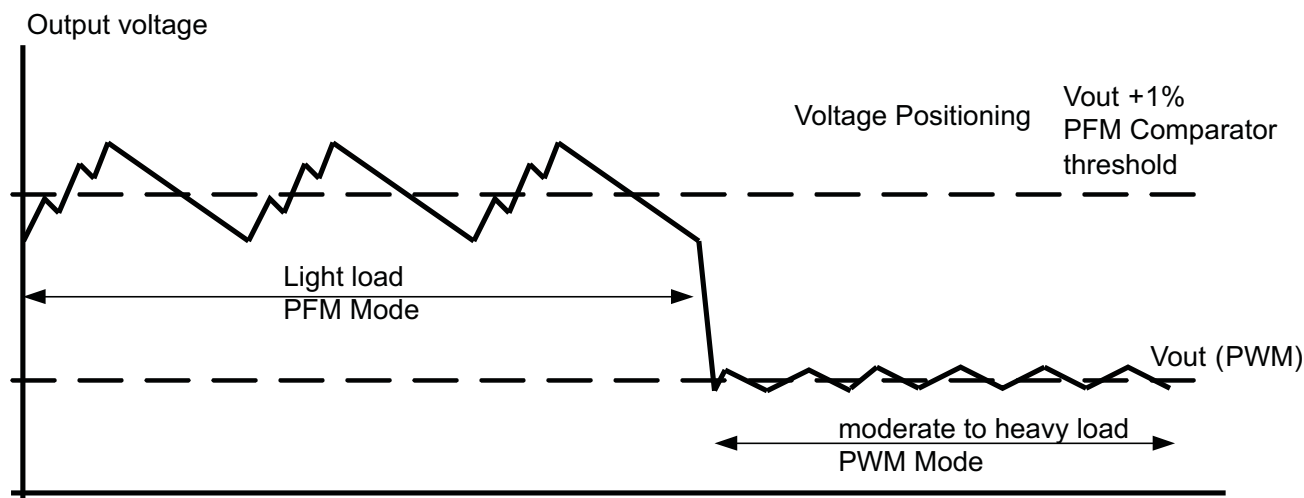 Output voltage
Voltage Positioning
Vout +1%
PFM Comparator
threshold
Light load
PFM Mode
Vout (PWM)
moderate to heavy load
PWM Mode